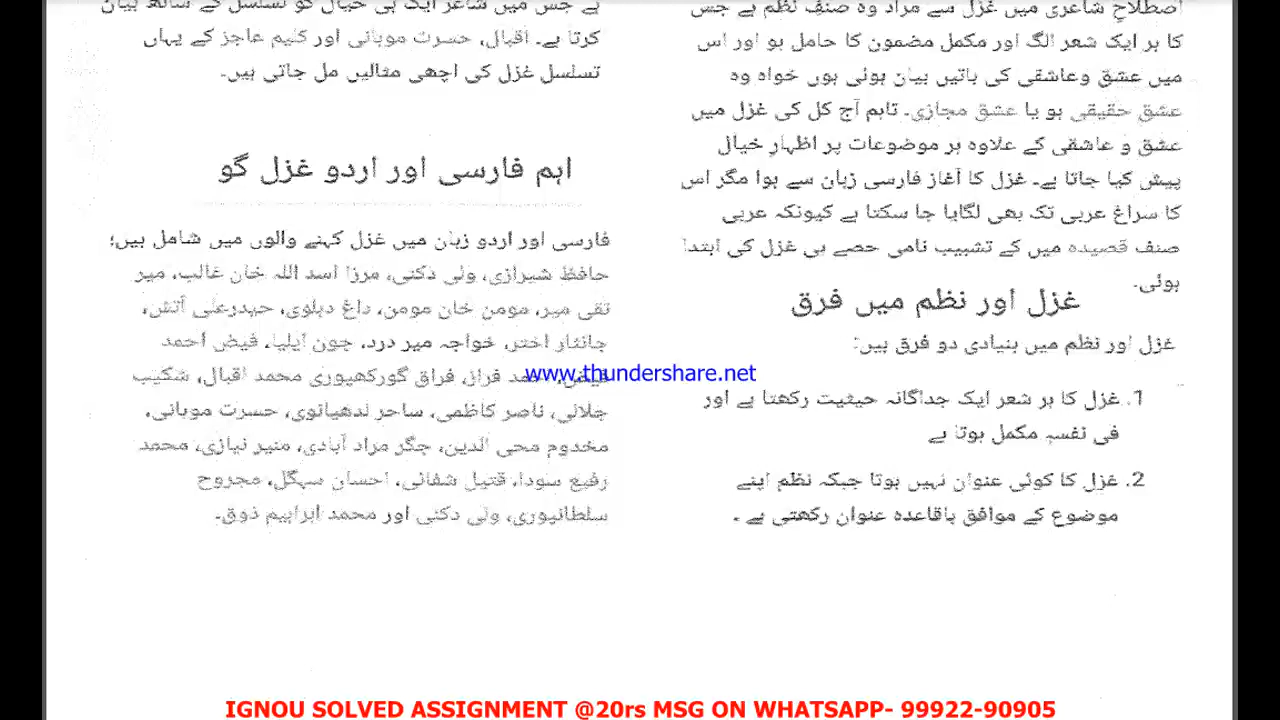 اصطلاحِ شاعری میں غزل سے مراد وہ صنفِ نظم ہے جس
کا ہر ایک شعر الگ اور مکمل مضمون کا حامل ہو اور اس
میں عشق وعاشقی کی باتیں بیان ہوئی ہوں خواہ وہ
عشق حقیقی ہو یا عشق مجازی۔ تاہم آج کل کی غزل میں
عشق و عاشقی کے علاوہ ہر موضوعات پر اظہارِ خیال
پیش کیا جاتا ہے۔ غزل کا آغاز فارسی زبان سے ہوا مگر اس
کا سراغ عربی تک بھی لگایا جا سکتا ہے کیونکہ عربی
صنف قصیدہ میں کے تشبیب نامی حصے ہی غزل کی ابتدا
ہوئی۔
غزل اور نظم میں فرق
غزل اور نظم میں بنیادی دو فرق ہیں:
1. غزل کا ہر شعر ایک جداگانہ حیثیت رکھتا ہے اور
فی نفسہٖ مکمل ہوتا ہے
2. غزل کا کوئی عنوان نہیں ہوتا جبکہ نظم اپنے
موضوع کے موافق باقاعدہ عنوان رکھتی ہے ۔
ہے جس میں شاعر ایک ہی خیال کو تسلسل کے ساتھ بیان
کرتا ہے۔ اقبال، حسرت موہانی اور کلیم عاجز کے یہاں
تسلسل غزل کی اچھی مثالیں مل جاتی ہیں۔
اہم فارسی اور اردو غزل گو
فارسی اور اردو زبان میں غزل کہنے والوں میں شامل ہیں؛
حافظ شیرازی، ولی دکنی، مرزا اسد اللہ خان غالب، میر
تقی میر، مومن خان مومن، داغ دہلوی، حیدرعلی آتش،
جانثار اختر، خواجہ میر درد، جون ایلیا، فیض احمد
فیض، احمد فراز، فراق گورکھپوری محمد اقبال، شکیب
جلالی، ناصر کاظمی، ساحر لدھیانوی، حسرت موہانی،
مخدوم محی الدین، جگر مراد آبادی، منیر نیازی، محمد
رفیع سودا، قتیل شفائی، احسان سہگل، مجروح
سلطانپوری، ولی دکنی اور محمد ابراہیم ذوق۔
www.thundershare.net
IGNOU SOLVED ASSIGNMENT @20rs MSG ON WHATSAPP- 99922-90905